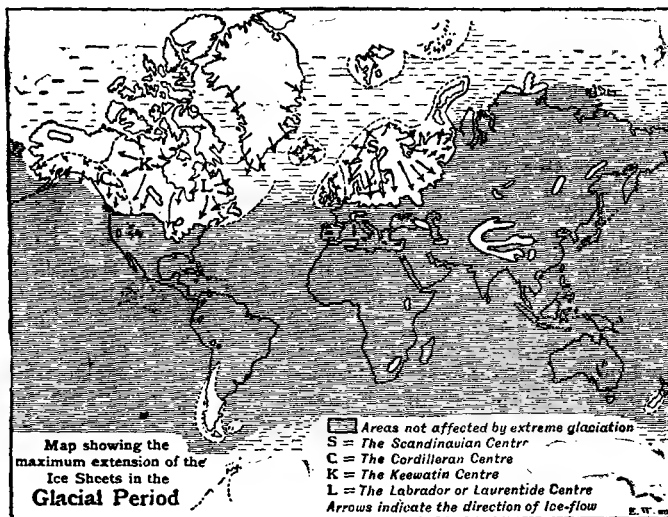 S
K
L
C
Map showing the
maximum extension of the
Ice Sheets in the
Glacial Period
Areas not affected by extreme glaciation
S = The Scandinavian Centre
C = The Cordilleran Centre
K = The Keewatin Centre
L = The Labrador or Laurentide Centre
Arrows indicate the direction of Ice-flow
E. W.